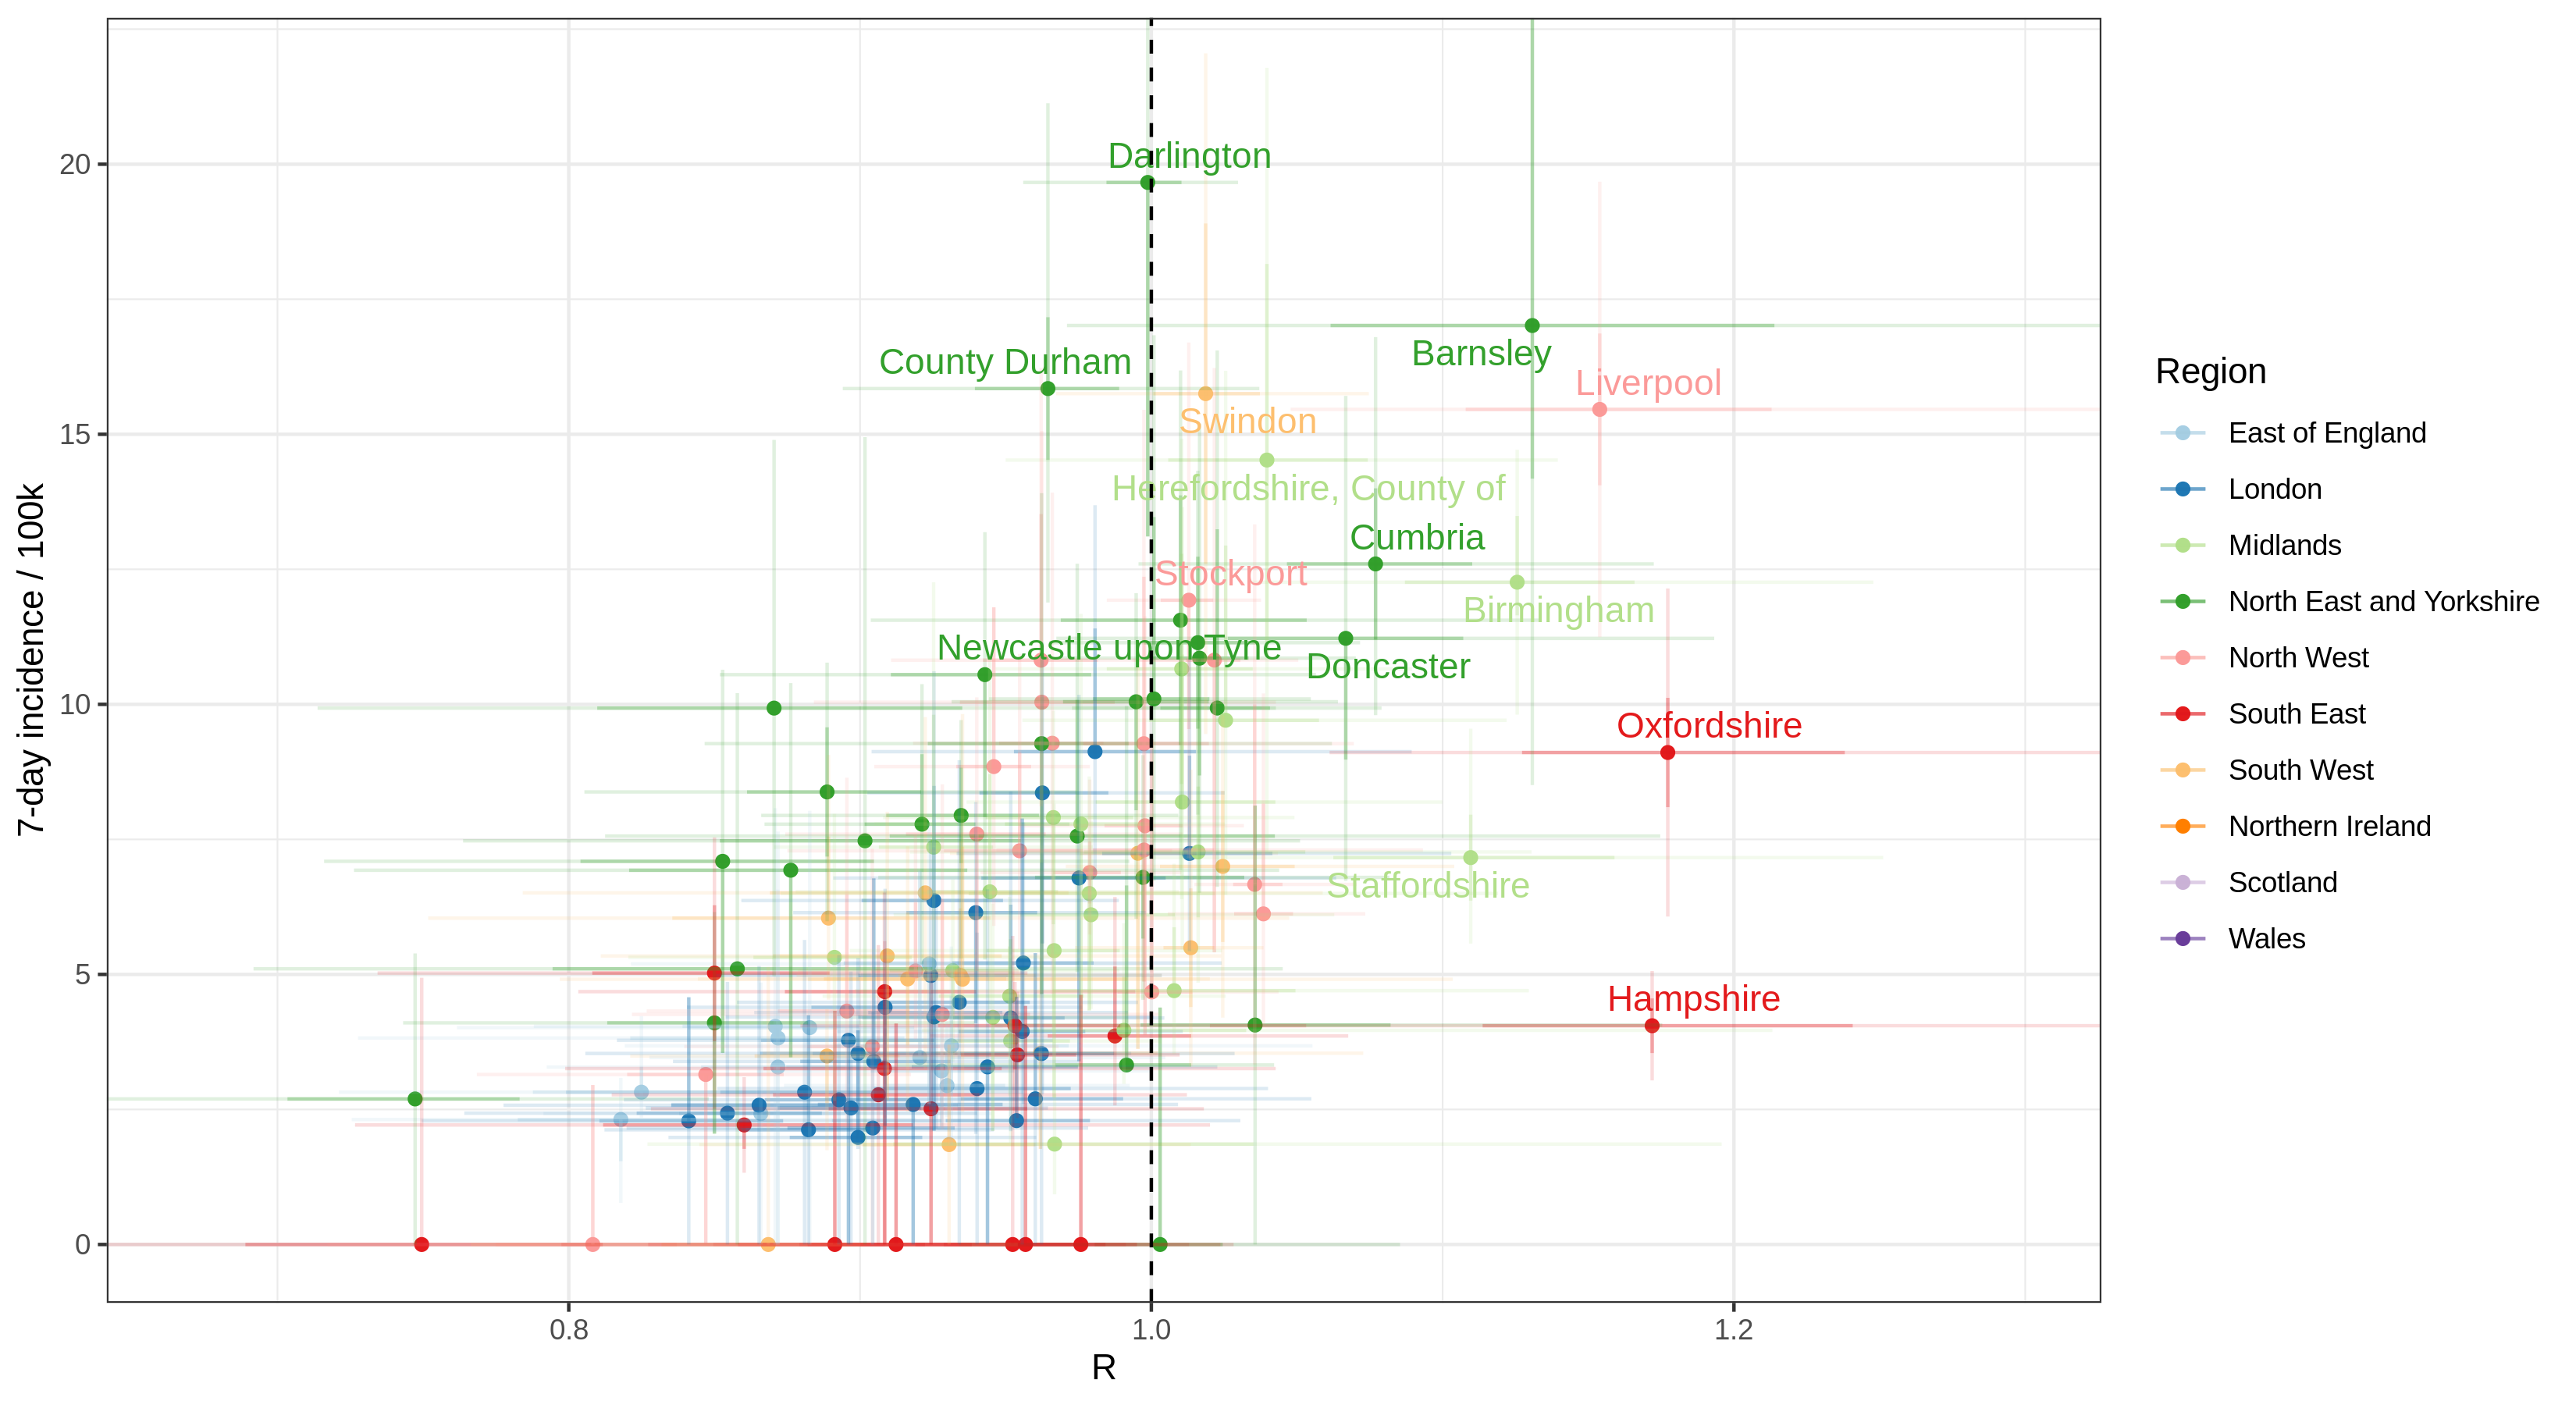 Darlington
County Durham
Barnsley
Liverpool
Swindon
Herefordshire, County of
Cumbria
Stockport
Birmingham
Newcastle upon Tyne
Doncaster
Oxfordshire
Staffordshire
Hampshire
20
15
10
5
0
7-day incidence / 100k
0.8
1.0
1.2
R
Region
East of England
London
Midlands
North East and Yorkshire
North West
South East
South West
Northern Ireland
Scotland
Wales